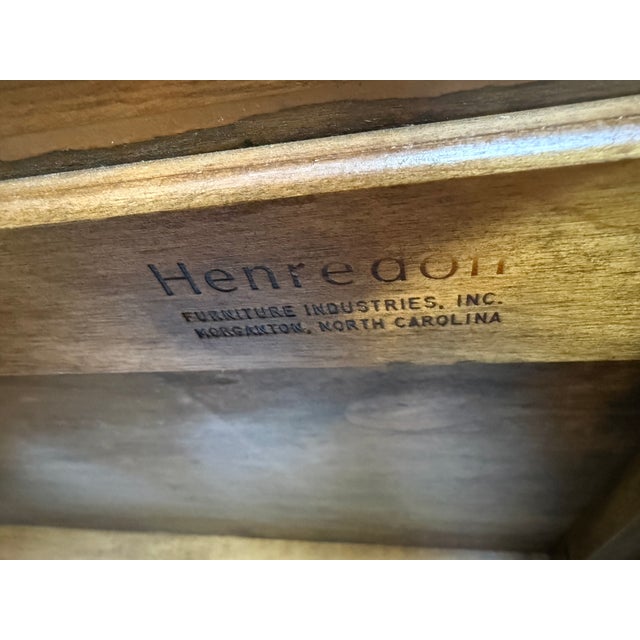 Henredon
FURNITURE INDUSTRIES, INC.
MORGANTON, NORTH CAROLINA